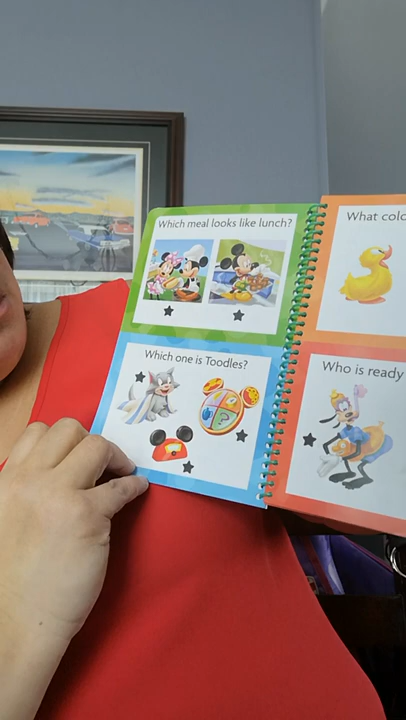 Which meal looks like lunch?
Which one is Toodles?
?
What colo
Who is ready